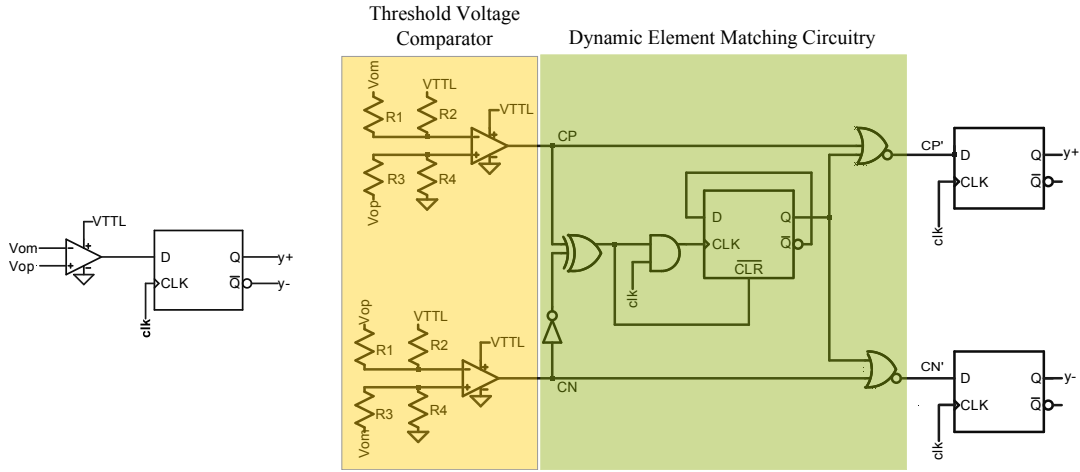 Threshold Voltage
Comparator
Dynamic Element Matching Circuitry
Vom
VTTL
R1
R2
VTTL
CP
R3
R4
Vop
CP'
D
Q
y+
CLK
Q
clk
D
Q
CLK
Q
CLR
clk
VTTL
Vom
Vop
D
Q
y+
CLK
Q
y-
clk
Vop
VTTL
R1
R2
VTTL
CN
R3
R4
Vom
CN'
D
Q
y-
CLK
Q
clk